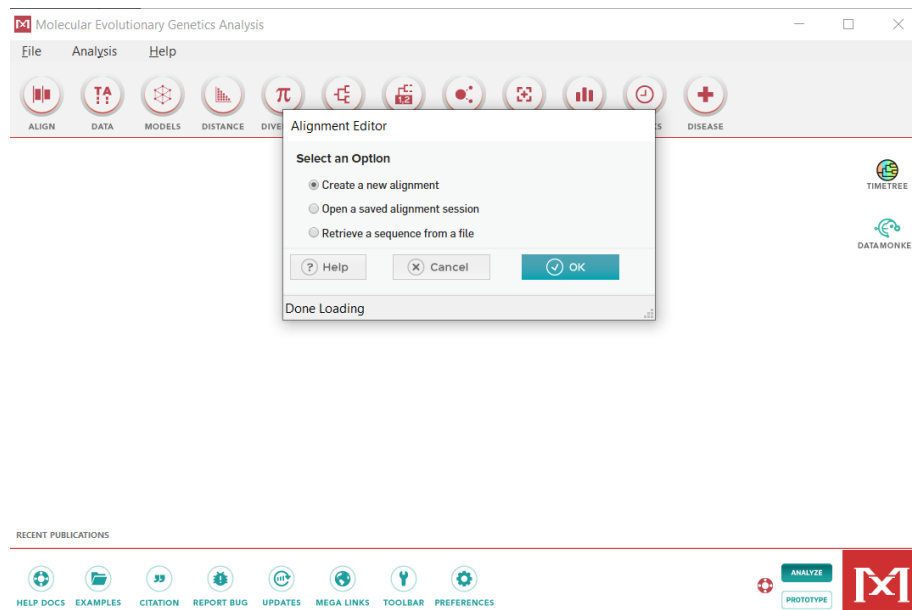 Molecular Evolutionary Genetics Analysis
File Analysis Help
ALIGN DATA MODELS DISTANCE DISEASE
Alignment Editor
Select an Option
Create a new alignment
Open a saved alignment session
Retrieve a sequence from a file
Help Cancel OK
Done Loading
TIMETREE
DATAMONKE
RECENT PUBLICATIONS
HELP DOCS EXAMPLES CITATION REPORT BUG UPDATES MEGA LINKS TOOLBAR PREFERENCES
ANALYZE
PROTOTYPE